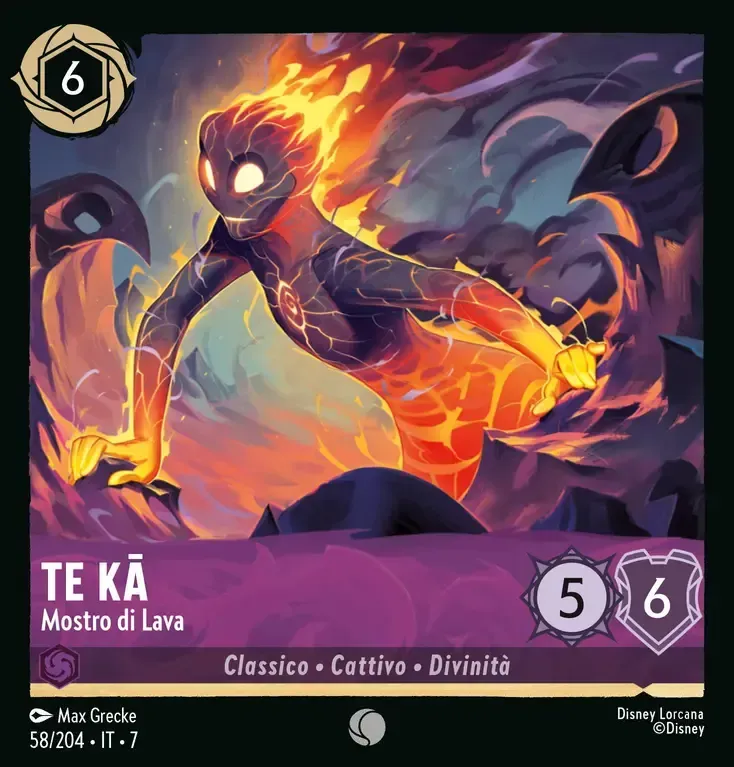 6
TE KĀ
Mostro di Lava
5
6
Classico • Cattivo • Divinità
Max Grecke
58/204 • IT • 7
Disney Lorcana
©Disney